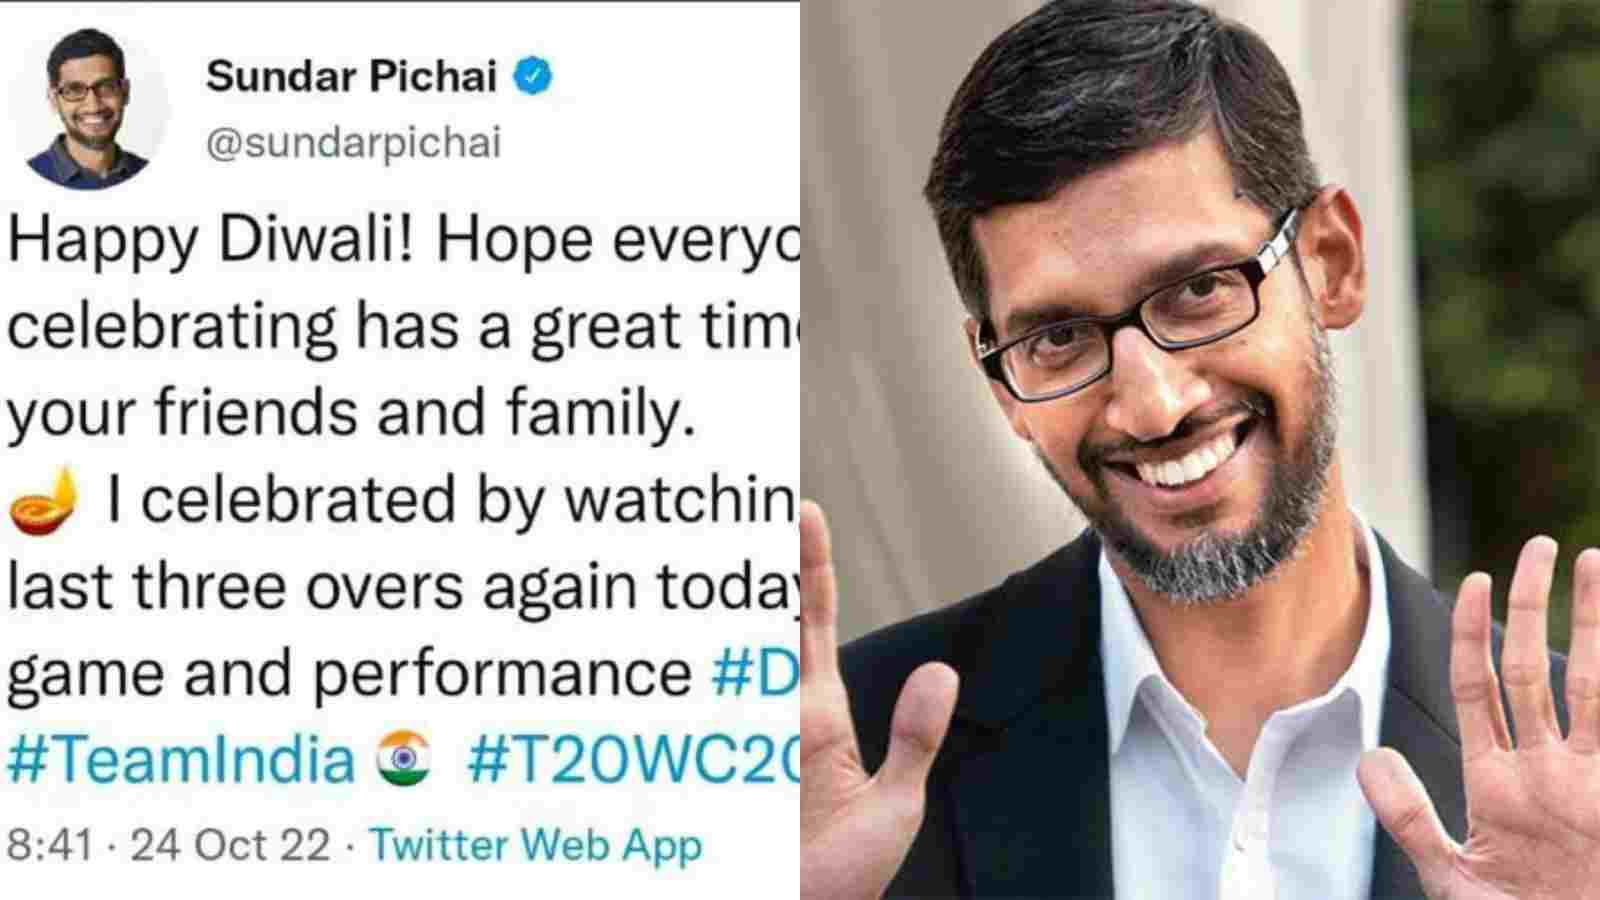 Sundar Pichai
@sundarpichai
Happy Diwali! Hope everyo
celebrating has a great tim
your friends and family.
🪔 I celebrated by watchin
last three overs again today
game and performance #D
#TeamIndia #T20WC20
8:41 · 24 Oct 22 · Twitter Web App